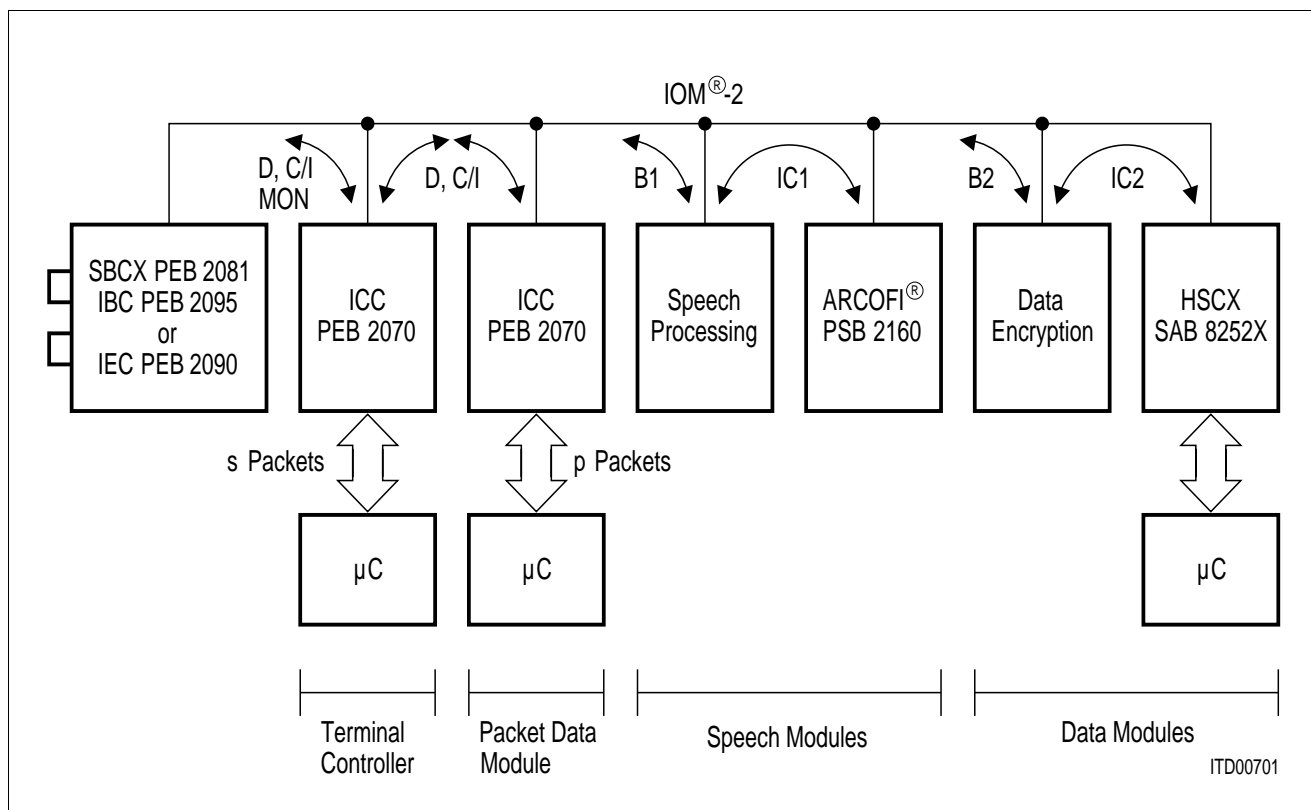 IOM®-2
D, C/I
MON
D, C/I
B1
IC1
B2
IC2
SBCX PEB 2081
IBC PEB 2095
or
IEC PEB 2090
ICC
PEB 2070
ICC
PEB 2070
Speech
Processing
ARCOFI®
PSB 2160
Data
Encryption
HSCX
SAB 8252X
s Packets
p Packets
µC
µC
µC
Terminal
Controller
Packet Data
Module
Speech Modules
Data Modules
ITD00701